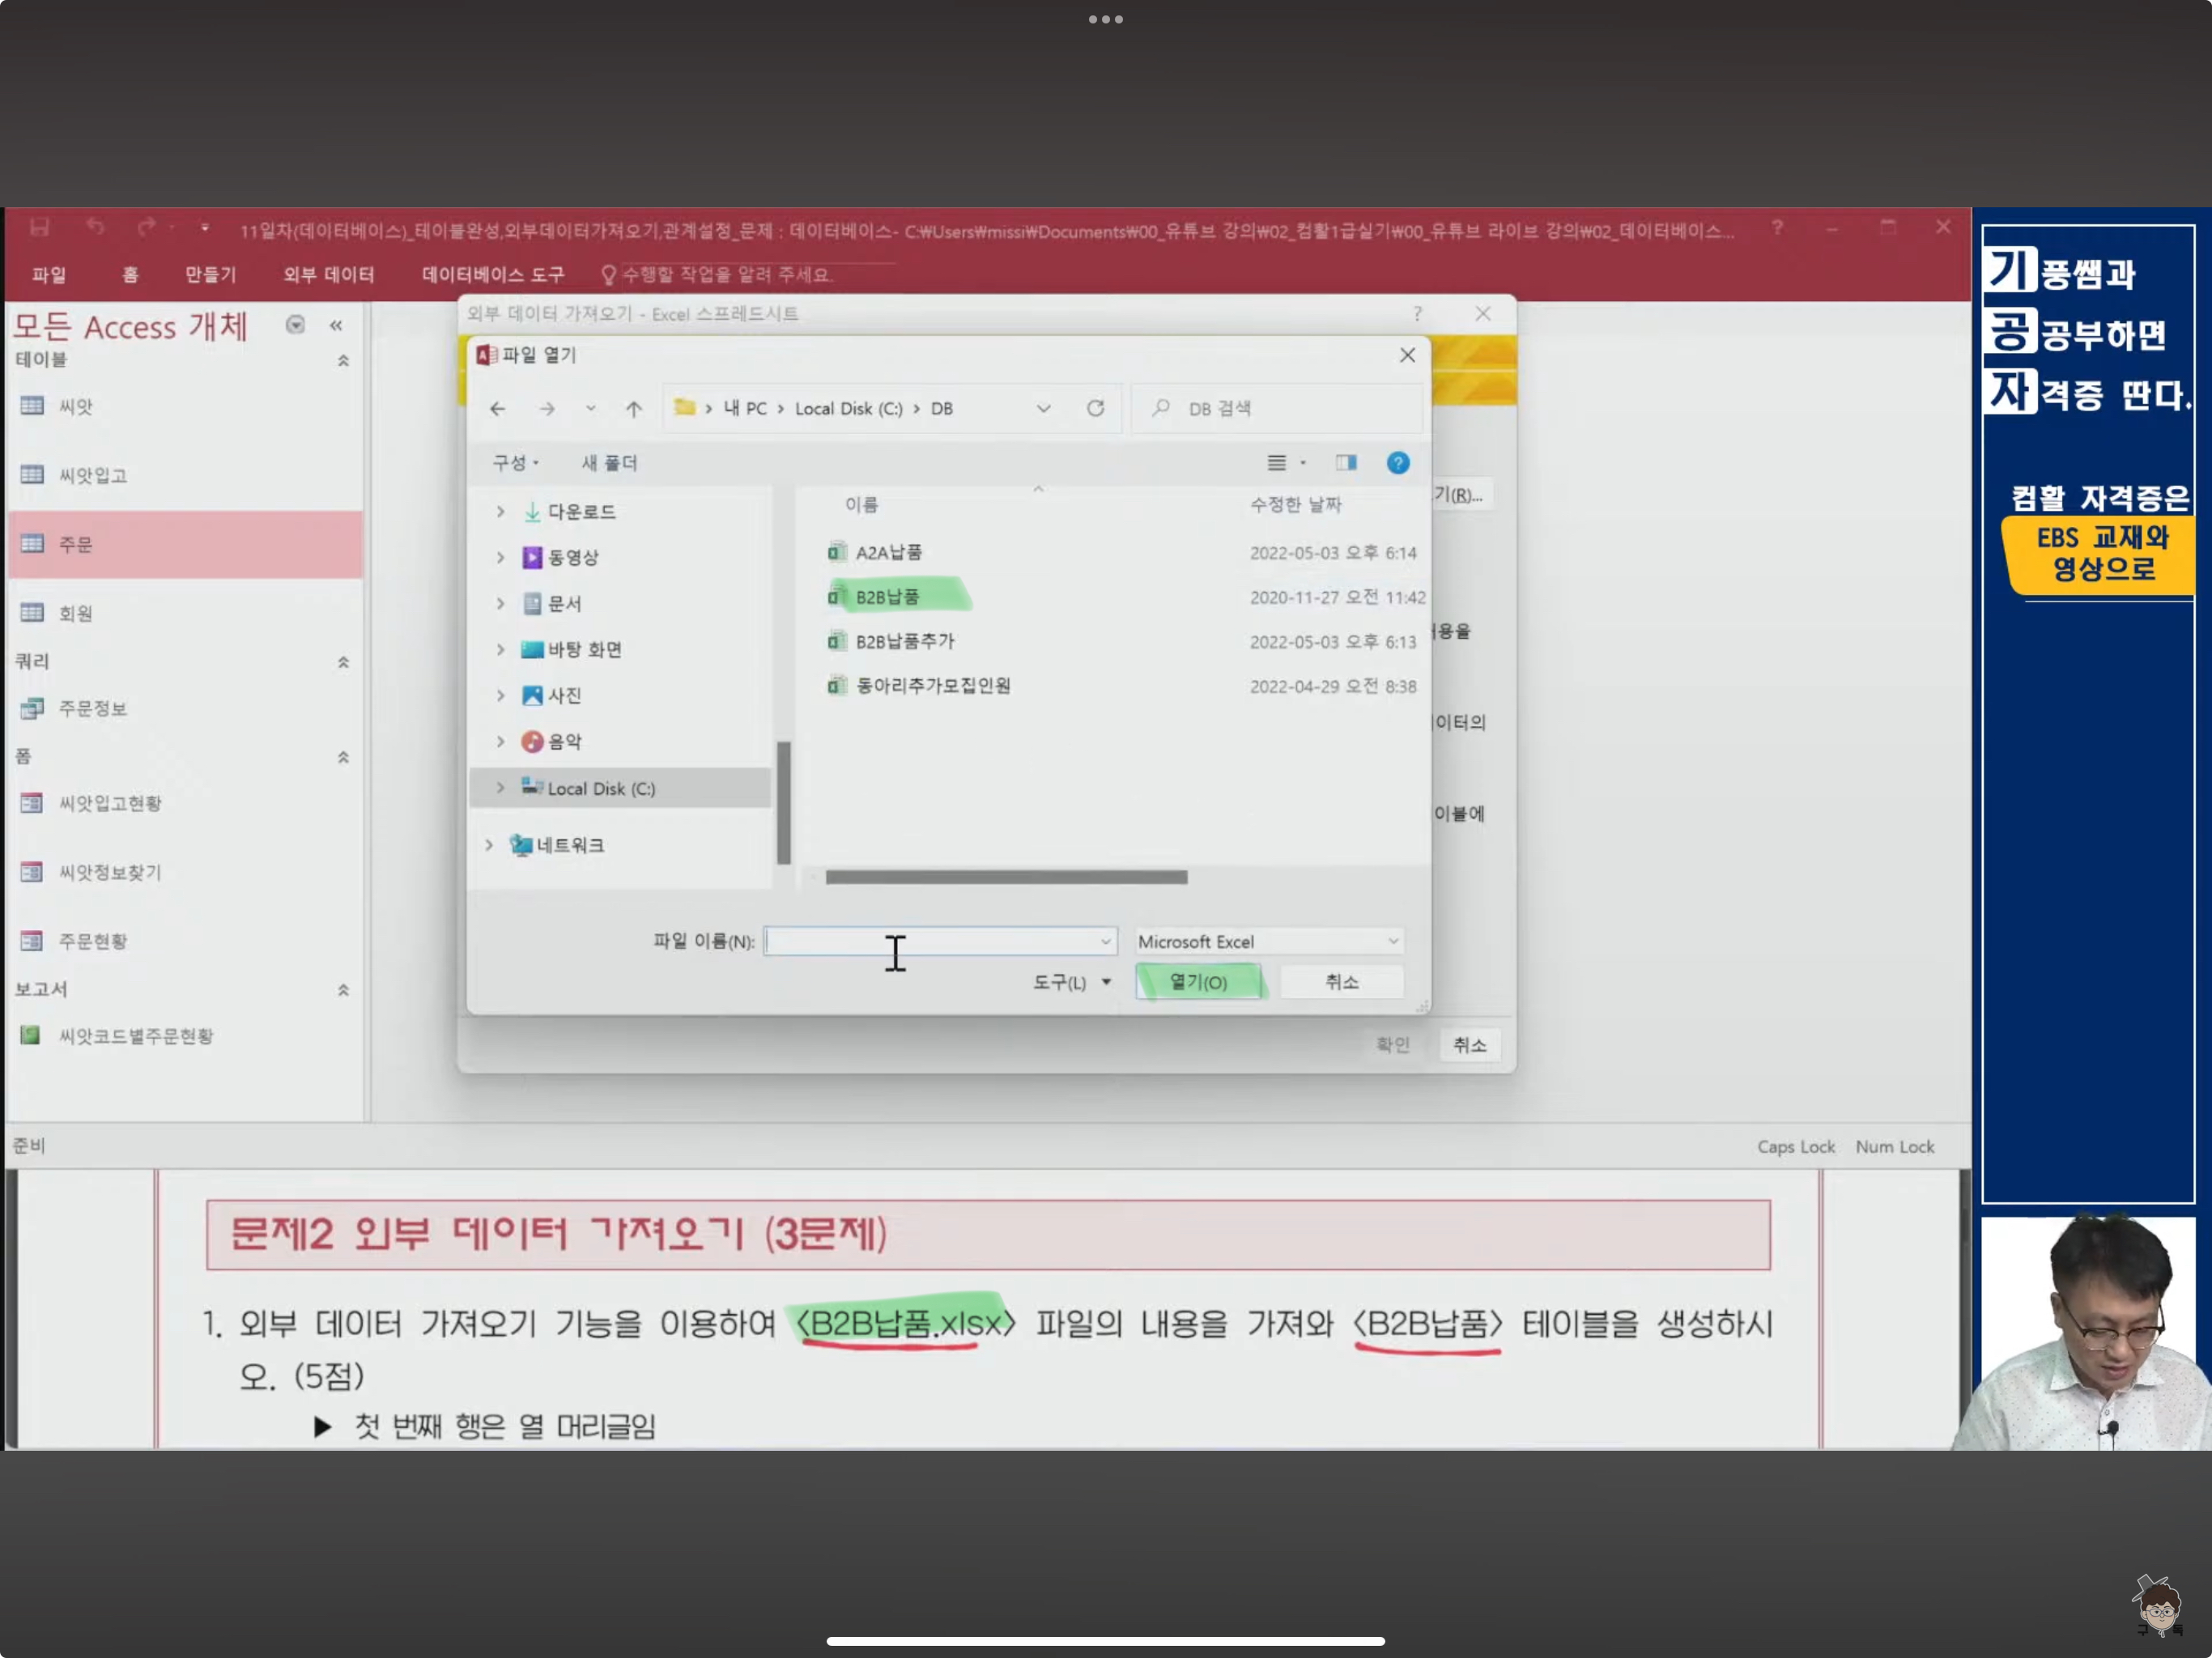 11일차(데이터베이스)_테이블완성,외부데이터가져오기,관계설정_문제 : 데이터베이스- C:₩Users₩missi₩Documents₩00_유튜브 강의₩02_컴활1급실기₩00_유튜브 라이브 강의₩02_데이터베이스...
파일 홈 만들기 외부 데이터 데이터베이스 도구 수행할 작업을 알려 주세요.
모든 Access 개체
테이블
씨앗
씨앗입고
주문
회원
쿼리
주문정보
폼
씨앗입고현황
씨앗정보찾기
주문현황
보고서
씨앗코드별주문현황
외부 데이터 가져오기 - Excel 스프레드시트
파일 열기
내 PC > Local Disk (C:) > DB
DB 검색
구성 새 폴더
기(R)...
다운로드
동영상
문서
바탕 화면
사진
음악
Local Disk (C:)
네트워크
이름 수정한 날짜
A2A납품 2022-05-03 오후 6:14
B2B납품 2020-11-27 오전 11:42
B2B납품추가 2022-05-03 오후 6:13
동아리추가모집인원 2022-04-29 오전 8:38
용을
이터의
이블에
파일 이름(N): Microsoft Excel
도구(L) 열기(O) 취소
확인 취소
준비 Caps Lock Num Lock
문제2 외부 데이터 가져오기 (3문제)
1. 외부 데이터 가져오기 기능을 이용하여 〈B2B납품.xlsx〉 파일의 내용을 가져와 〈B2B납품〉 테이블을 생성하시
오. (5점)
▶ 첫 번째 행은 열 머리글임
기풍쌤과
공공부하면
자격증 딴다.
컴활 자격증은
EBS 교재와
영상으로
구독